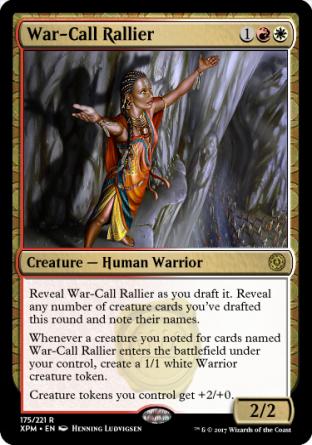 War-Call Rallier 1
Creature — Human Warrior
Reveal War-Call Rallier as you draft it. Reveal
any number of creature cards you've drafted
this round and note their names.
Whenever a creature you noted for cards named
War-Call Rallier enters the battlefield under
your control, create a 1/1 white Warrior
creature token.
Creature tokens you control get +2/+0.
2/2
175/221 R
XPM • EN HENNING LUDVIGSEN
™ & © 2017 Wizards of the Coast